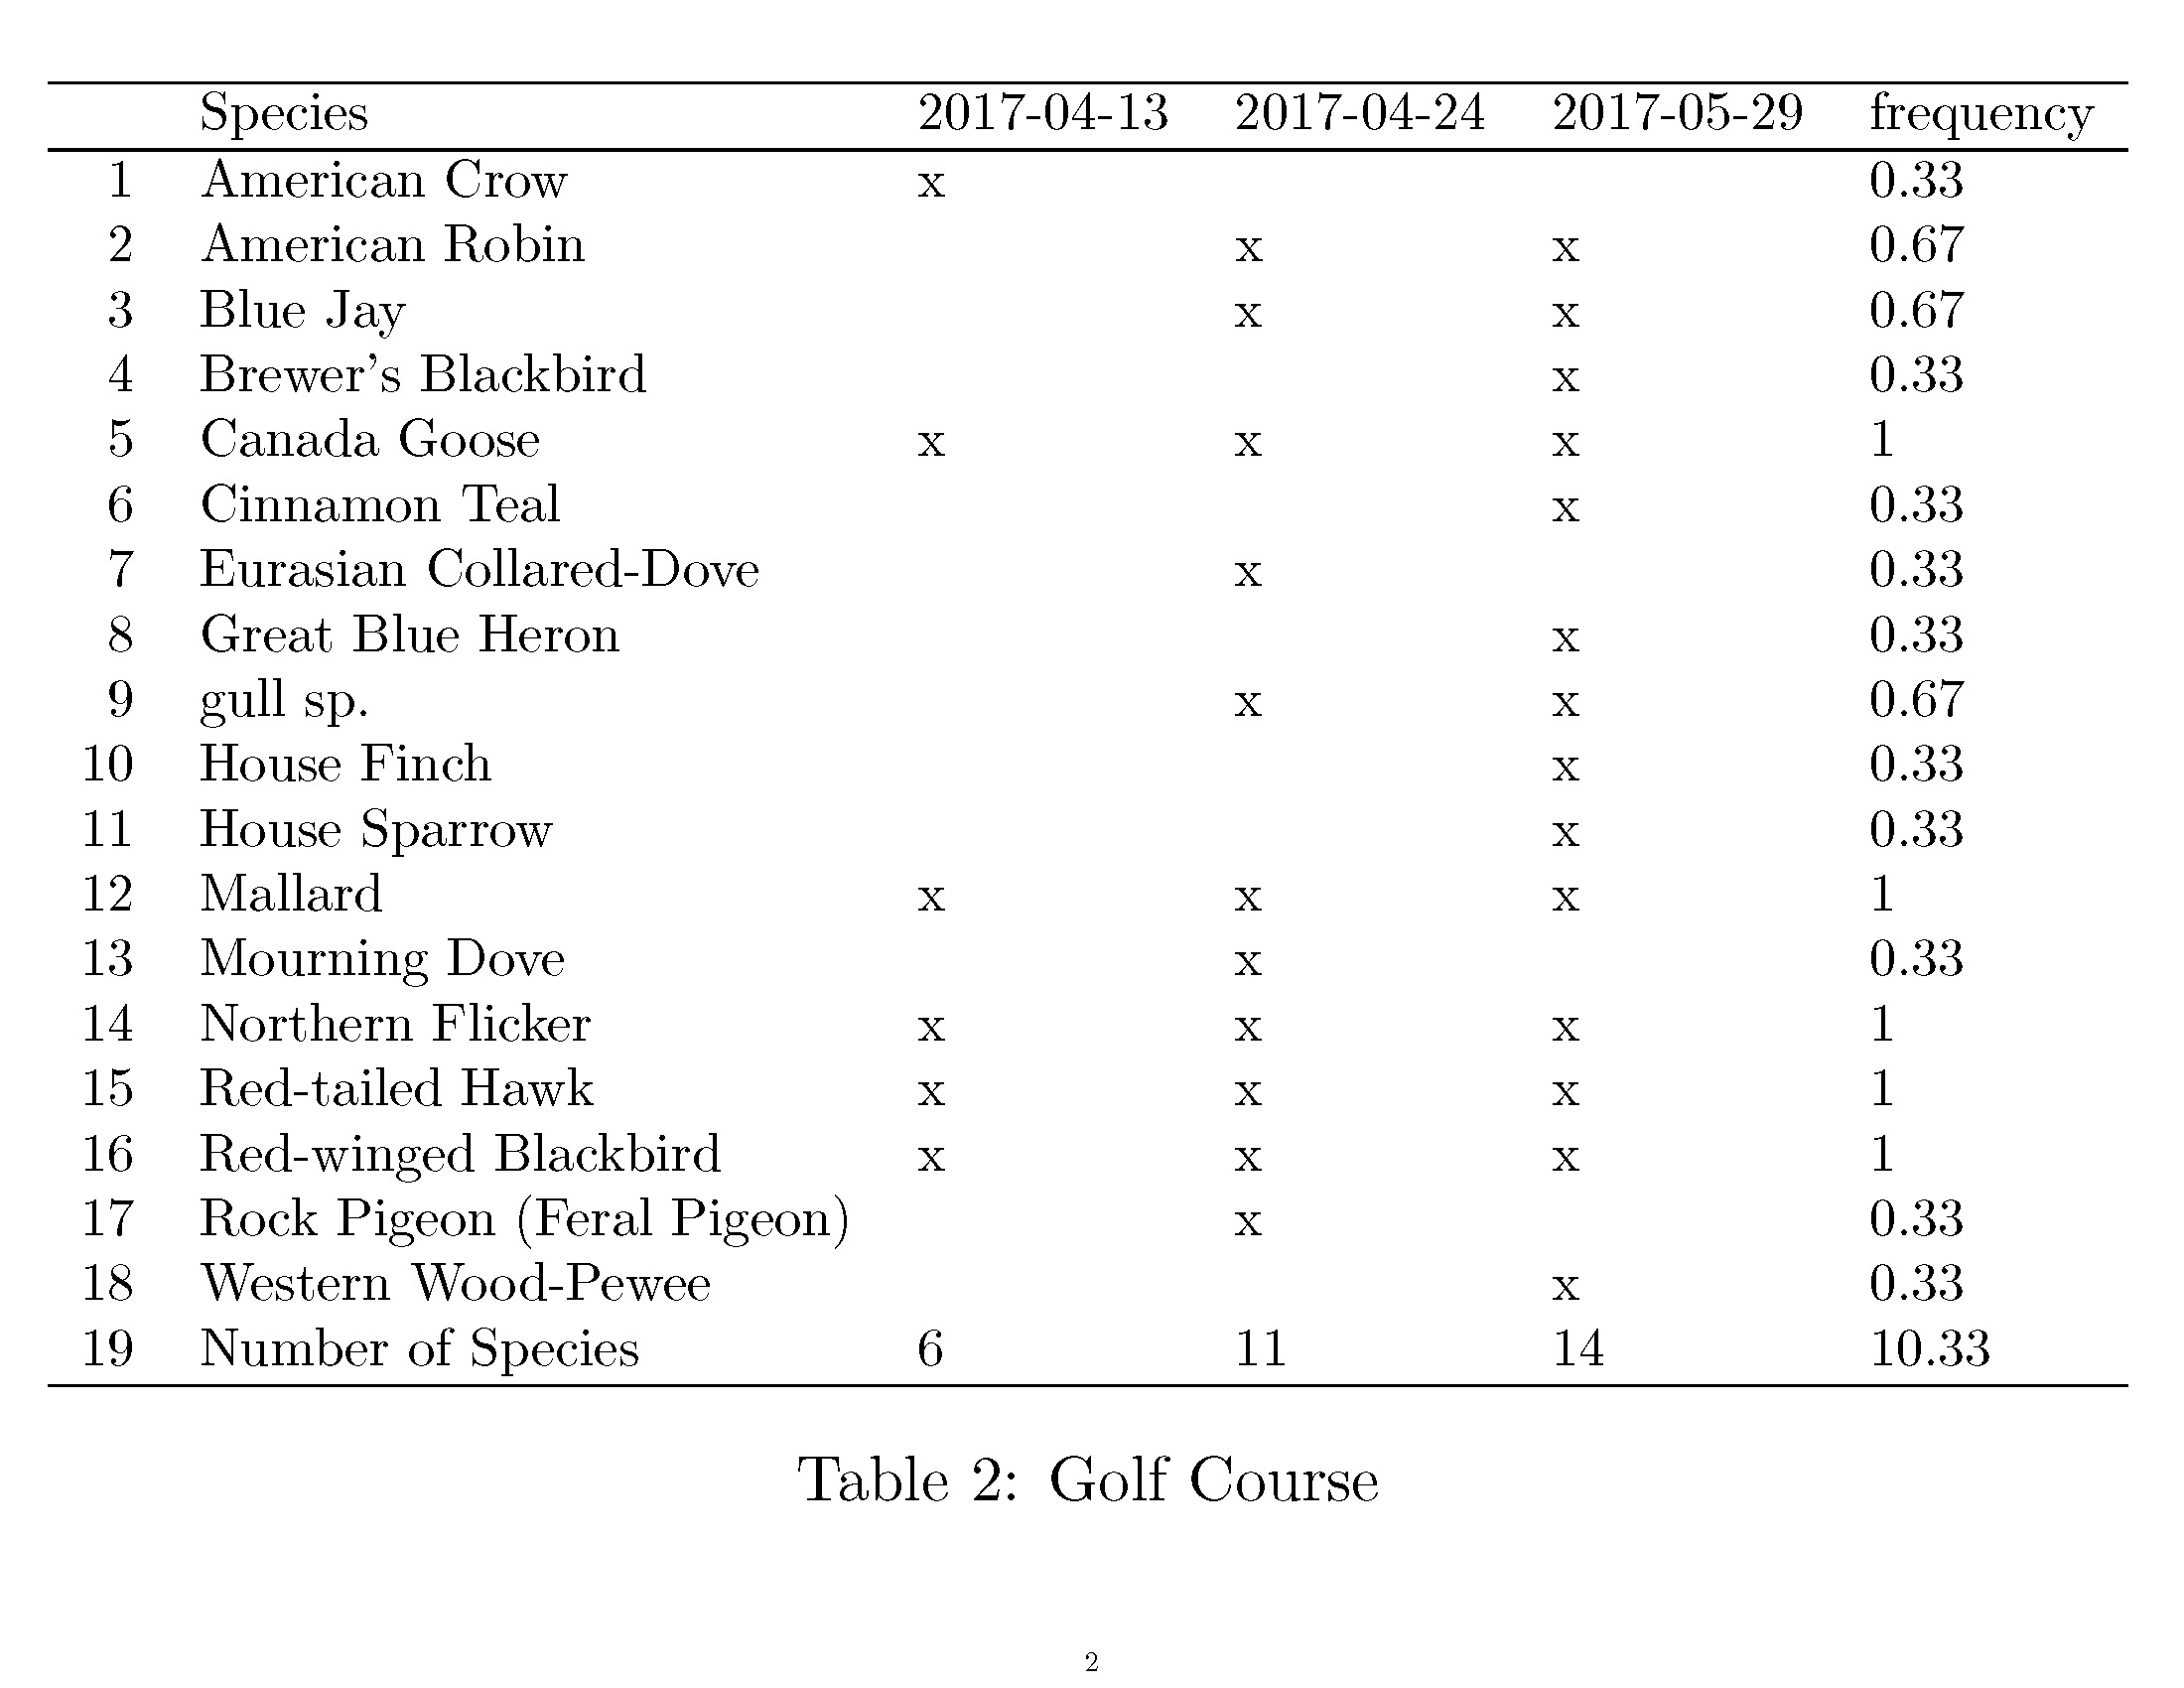 Species 2017-04-13 2017-04-24 2017-05-29 frequency
1 American Crow x 0.33
2 American Robin x x 0.67
3 Blue Jay x x 0.67
4 Brewer's Blackbird x 0.33
5 Canada Goose x x x 1
6 Cinnamon Teal x 0.33
7 Eurasian Collared-Dove x 0.33
8 Great Blue Heron x 0.33
9 gull sp. x x 0.67
10 House Finch x 0.33
11 House Sparrow x 0.33
12 Mallard x x x 1
13 Mourning Dove x 0.33
14 Northern Flicker x x x 1
15 Red-tailed Hawk x x x 1
16 Red-winged Blackbird x x x 1
17 Rock Pigeon (Feral Pigeon) x 0.33
18 Western Wood-Pewee x 0.33
19 Number of Species 6 11 14 10.33
Table 2: Golf Course
2